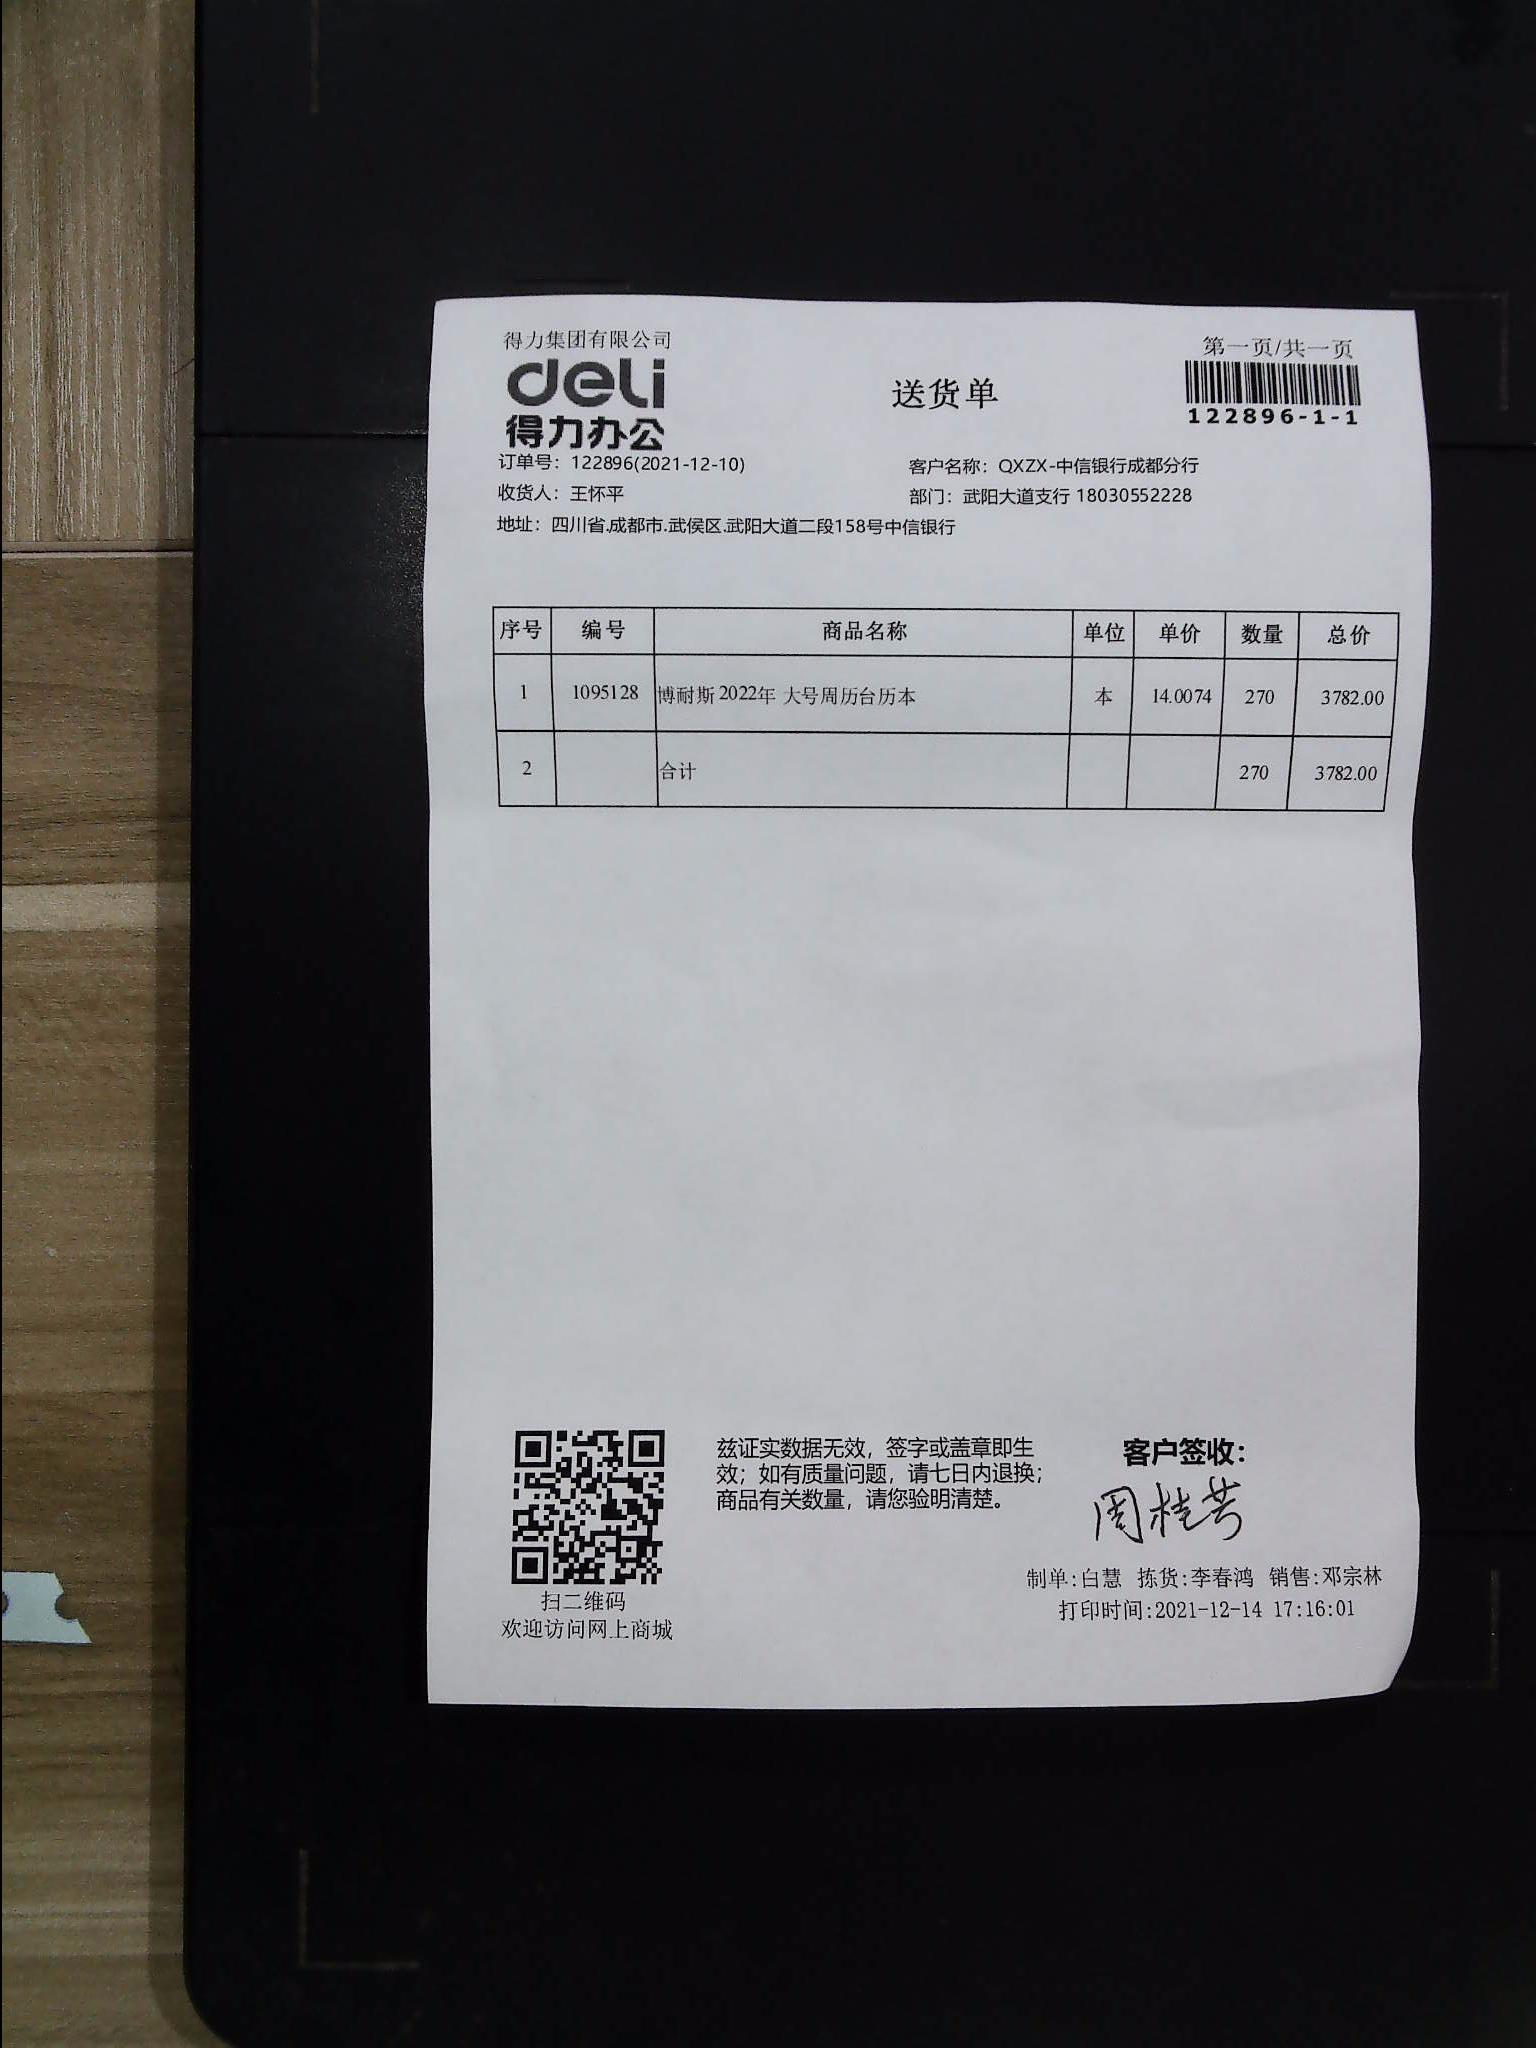 得力集团有限公司
deli
得力办公
送货单
第一页/共一页
122896-1-1
订单号：122896(2021-12-10)
客户名称：QXZX-中信银行成都分行
收货人：王怀平
部门：武阳大道支行 18030552228
地址：四川省.成都市.武侯区.武阳大道二段158号中信银行
序号 编号 商品名称 单位 单价 数量 总价
1 1095128 博耐斯2022年 大号周历台历本 本 14.0074 270 3782.00
2 合计 270 3782.00
兹证实数据无效，签字或盖章即生
效；如有质量问题，请七日内退换；
商品有关数量，请您验明清楚。
客户签收：
周桂芳
制单:白慧 拣货:李春鸿 销售:邓宗林
打印时间:2021-12-14 17:16:01
扫二维码
欢迎访问网上商城